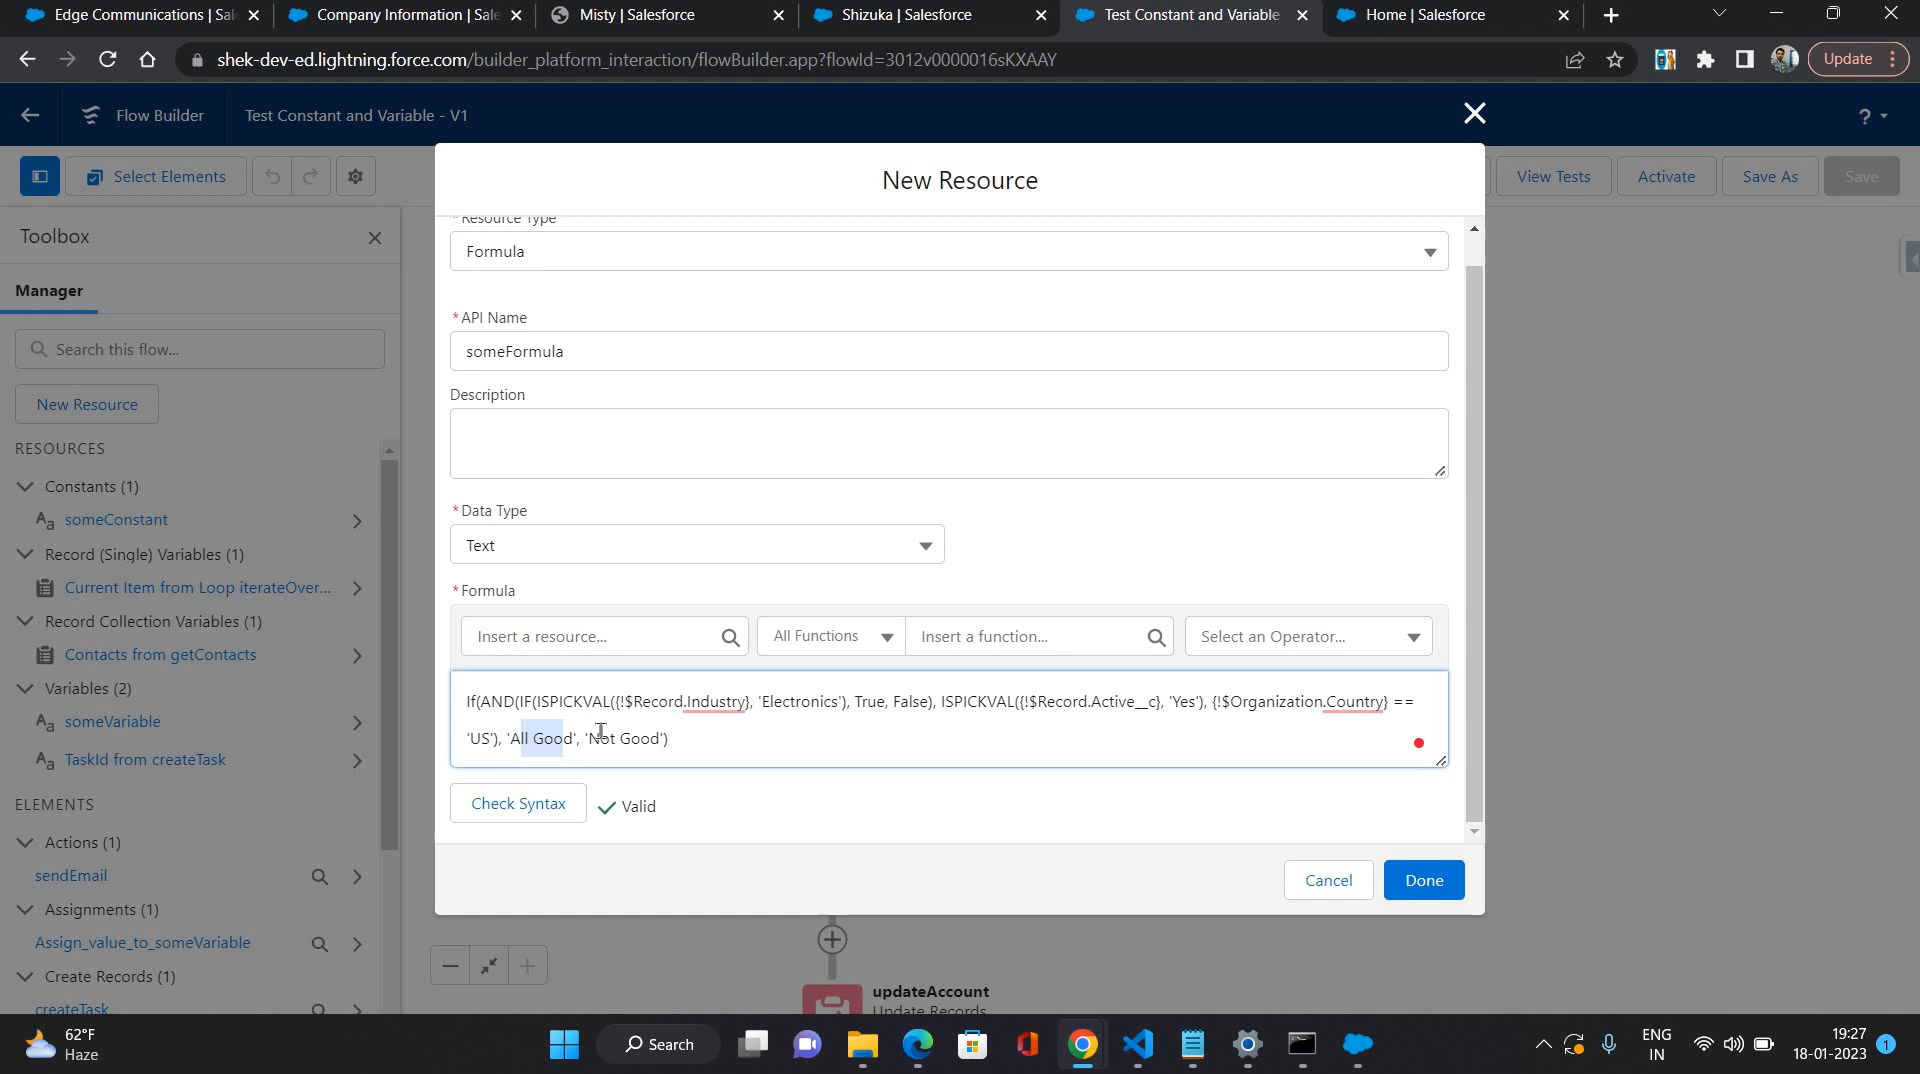 Edge Communications | Sal
Company Information | Sale
Misty | Salesforce
Shizuka | Salesforce
Test Constant and Variable
Home | Salesforce
shek-dev-ed.lightning.force.com/builder_platform_interaction/flowBuilder.app?flowId=3012v0000016sKXAAY
Update
Flow Builder
Test Constant and Variable - V1
?
Select Elements
View Tests
Activate
Save As
Save
New Resource
Toolbox
Manager
Search this flow...
New Resource
RESOURCES
Constants (1)
someConstant
Record (Single) Variables (1)
Current Item from Loop iterateOver...
Record Collection Variables (1)
Contacts from getContacts
Variables (2)
someVariable
TaskId from createTask
ELEMENTS
Actions (1)
sendEmail
Assignments (1)
Assign_value_to_someVariable
Create Records (1)
createTask
* Resource Type
Formula
* API Name
someFormula
Description
* Data Type
Text
* Formula
Insert a resource...
All Functions
Insert a function...
Select an Operator...
If(AND(IF(ISPICKVAL({!$Record.Industry}, 'Electronics'), True, False), ISPICKVAL({!$Record.Active__c}, 'Yes'), {!$Organization.Country} ==
'US'), 'All Good', 'Not Good')
Check Syntax
Valid
Cancel
Done
updateAccount
Update Records
62°F
Haze
Search
ENG
IN
19:27
18-01-2023
1